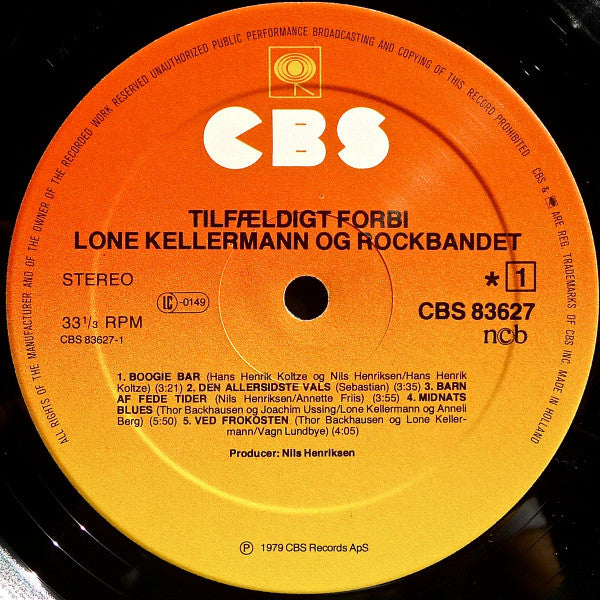 ALL RIGHTS OF THE MANUFACTURER AND OF THE OWNER OF THE RECORDED WORK RESERVED UNAUTHORIZED PUBLIC PERFORMANCE BROADCASTING AND COPYING OF THIS RECORD PROHIBITED
CBS & ARE REG. TRADEMARKS OF CBS INC. MADE IN HOLLAND
CBS
TILFÆLDIGT FORBI
LONE KELLERMANN OG ROCKBANDET
STEREO
LC-0149
* 1
33 1/3 RPM
CBS 83627
CBS 83627-1
ncb
1. BOOGIE BAR (Hans Henrik Koltze og Nils Henriksen/Hans Henrik
Koltze) (3:21) 2. DEN ALLERSIDSTE VALS (Sebastian) (3:35) 3. BARN
AF FEDE TIDER (Nils Henriksen/Annette Friis) (3:55) 4. MIDNATS
BLUES (Thor Backhausen og Joachim Ussing/Lone Kellermann og Anneli
Berg) (5:50) 5. VED FROKOSTEN (Thor Backhausen og Lone Keller-
mann/Vagn Lundbye) (4:05)
Producer: Nils Henriksen
℗ 1979 CBS Records ApS